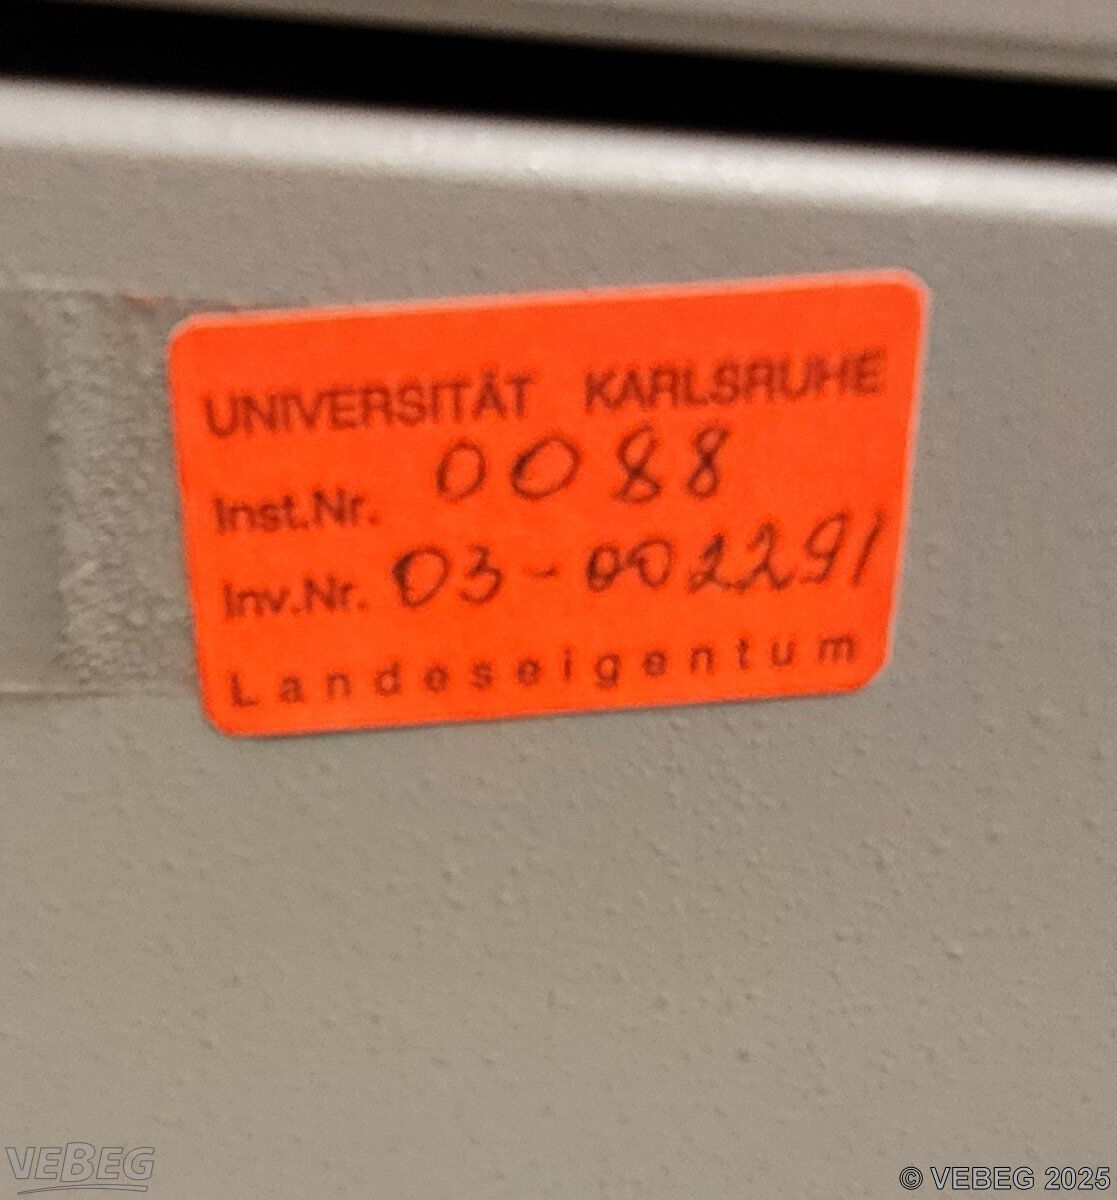 UNIVERSITÄT KARLSRUHE
Inst.Nr. 0088
Inv.Nr. 03-002291
Landeseigentum
VEBEG
© VEBEG 2025